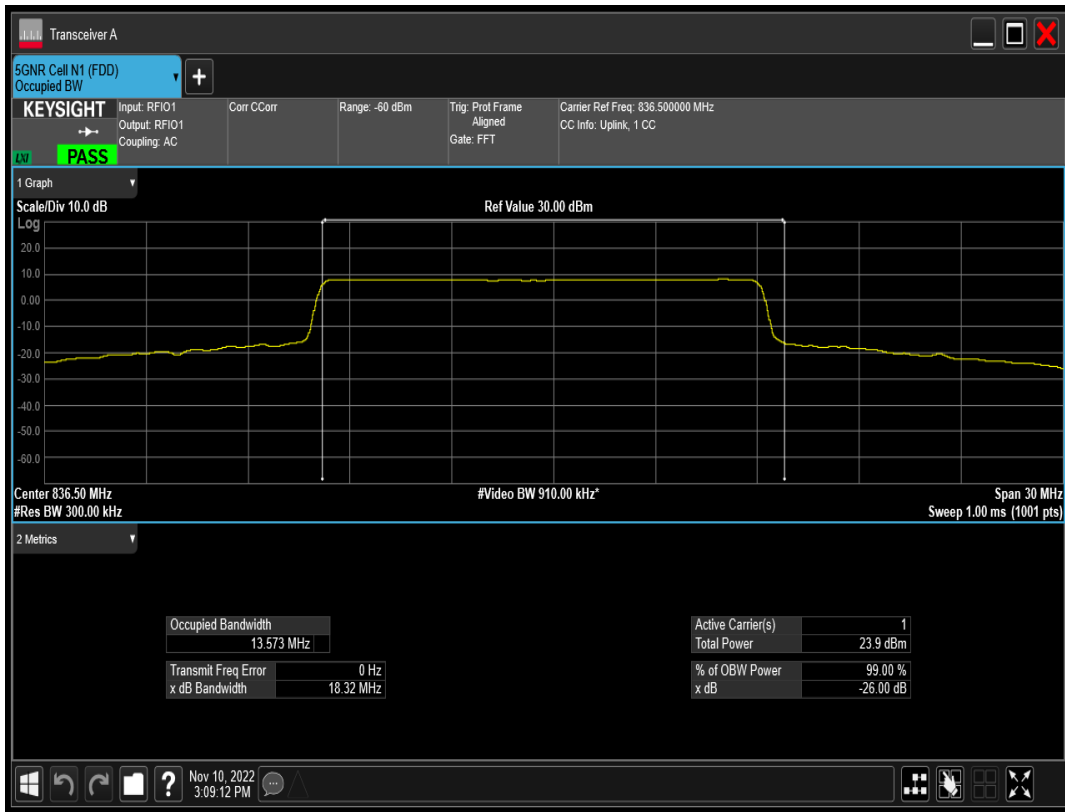 Transceiver A
5GNR Cell N1 (FDD)
Occupied BW
+
KEYSIGHT
LXI
PASS
Input: RFIO1
Output: RFIO1
Coupling: AC
Corr CCorr
Range: -60 dBm
Trig: Prot Frame
Aligned
Gate: FFT
Carrier Ref Freq: 836.500000 MHz
CC Info: Uplink, 1 CC
1 Graph
Scale/Div 10.0 dB
Ref Value 30.00 dBm
Log
20.0
10.0
0.00
-10.0
-20.0
-30.0
-40.0
-50.0
-60.0
Center 836.50 MHz
#Video BW 910.00 kHz*
Span 30 MHz
#Res BW 300.00 kHz
Sweep 1.00 ms (1001 pts)
2 Metrics
Occupied Bandwidth
13.573 MHz
Transmit Freq Error 0 Hz
x dB Bandwidth 18.32 MHz
Active Carrier(s) 1
Total Power 23.9 dBm
% of OBW Power 99.00 %
x dB -26.00 dB
?
Nov 10, 2022
3:09:12 PM